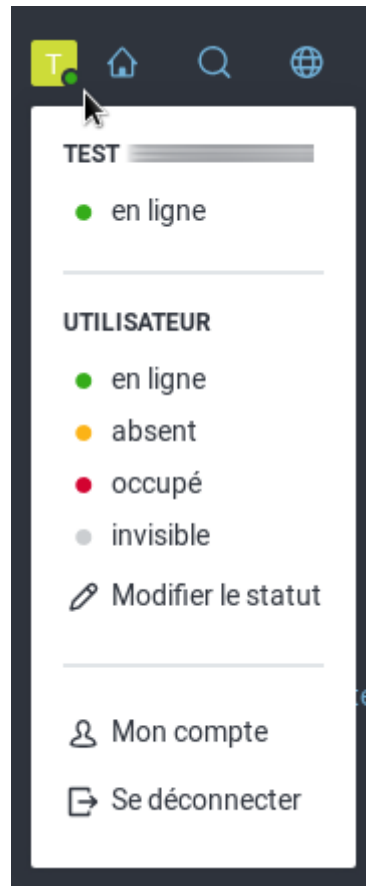 T
TEST
en ligne
UTILISATEUR
en ligne
absent
occupé
invisible
Modifier le statut
Mon compte
Se déconnecter